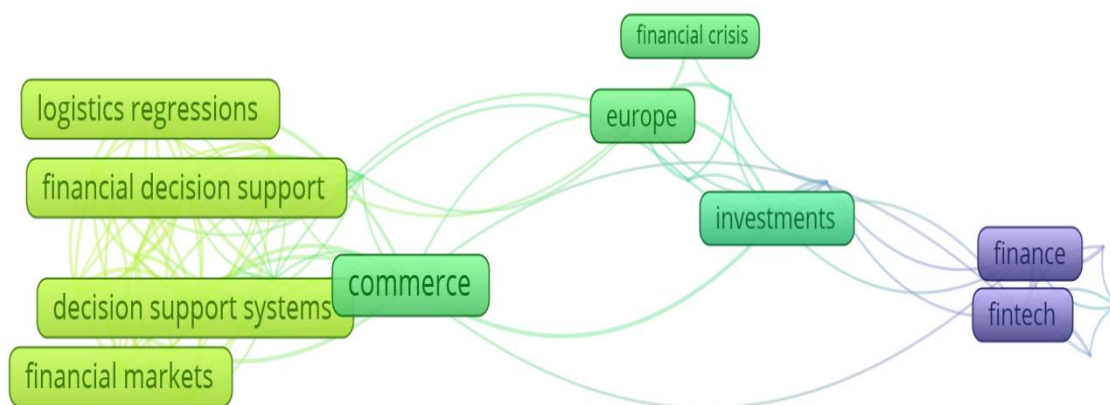 financial crisis
logistics regressions
europe
financial decision support
investments
finance
commerce
decision support systems
fintech
financial markets